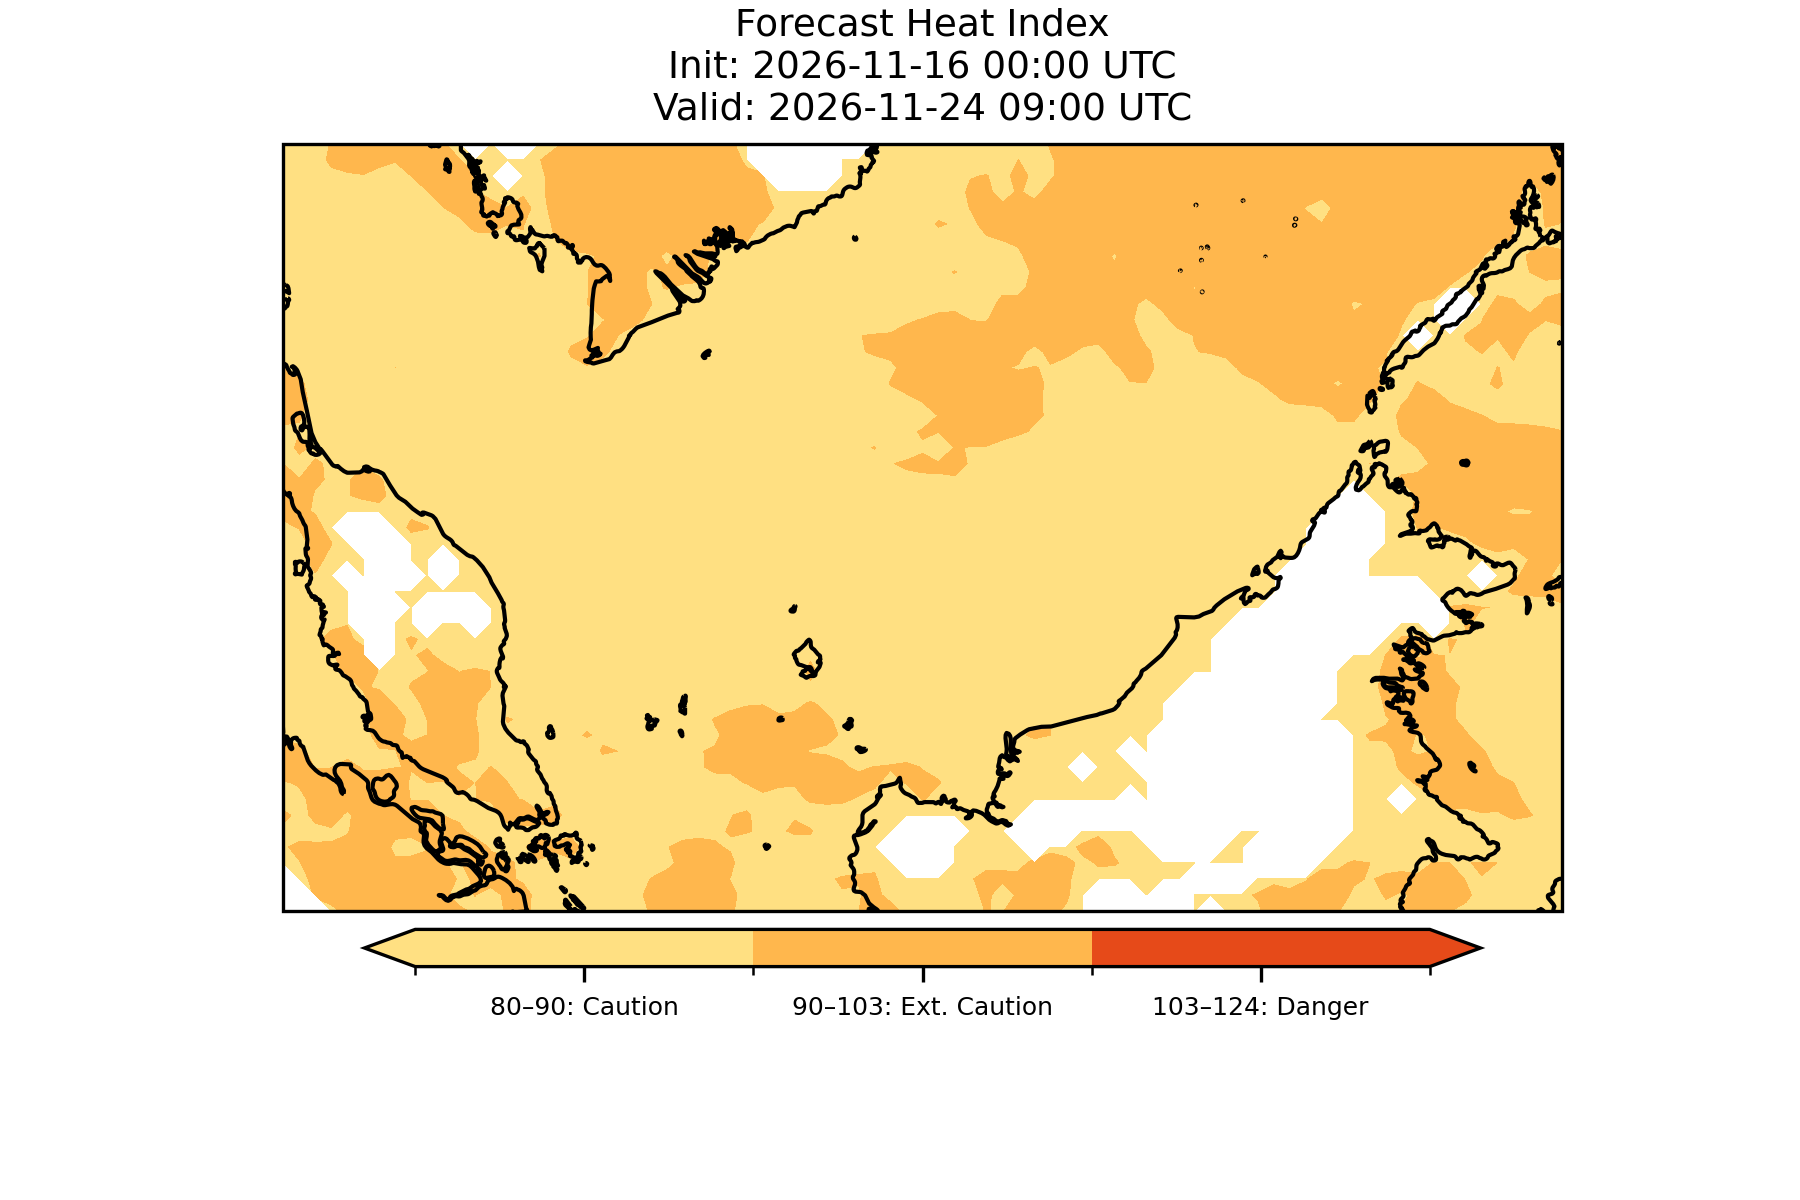 Forecast Heat Index
Init: 2026-11-16 00:00 UTC
Valid: 2026-11-24 09:00 UTC
80–90: Caution
90–103: Ext. Caution
103–124: Danger